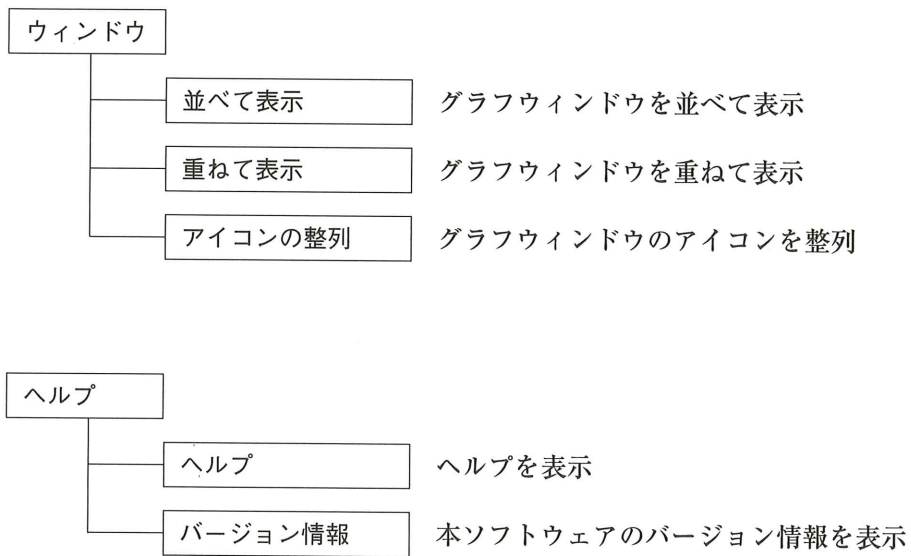 ウィンドウ
並べて表示 グラフウィンドウを並べて表示
重ねて表示 グラフウィンドウを重ねて表示
アイコンの整列 グラフウィンドウのアイコンを整列
ヘルプ
ヘルプ ヘルプを表示
バージョン情報 本ソフトウェアのバージョン情報を表示